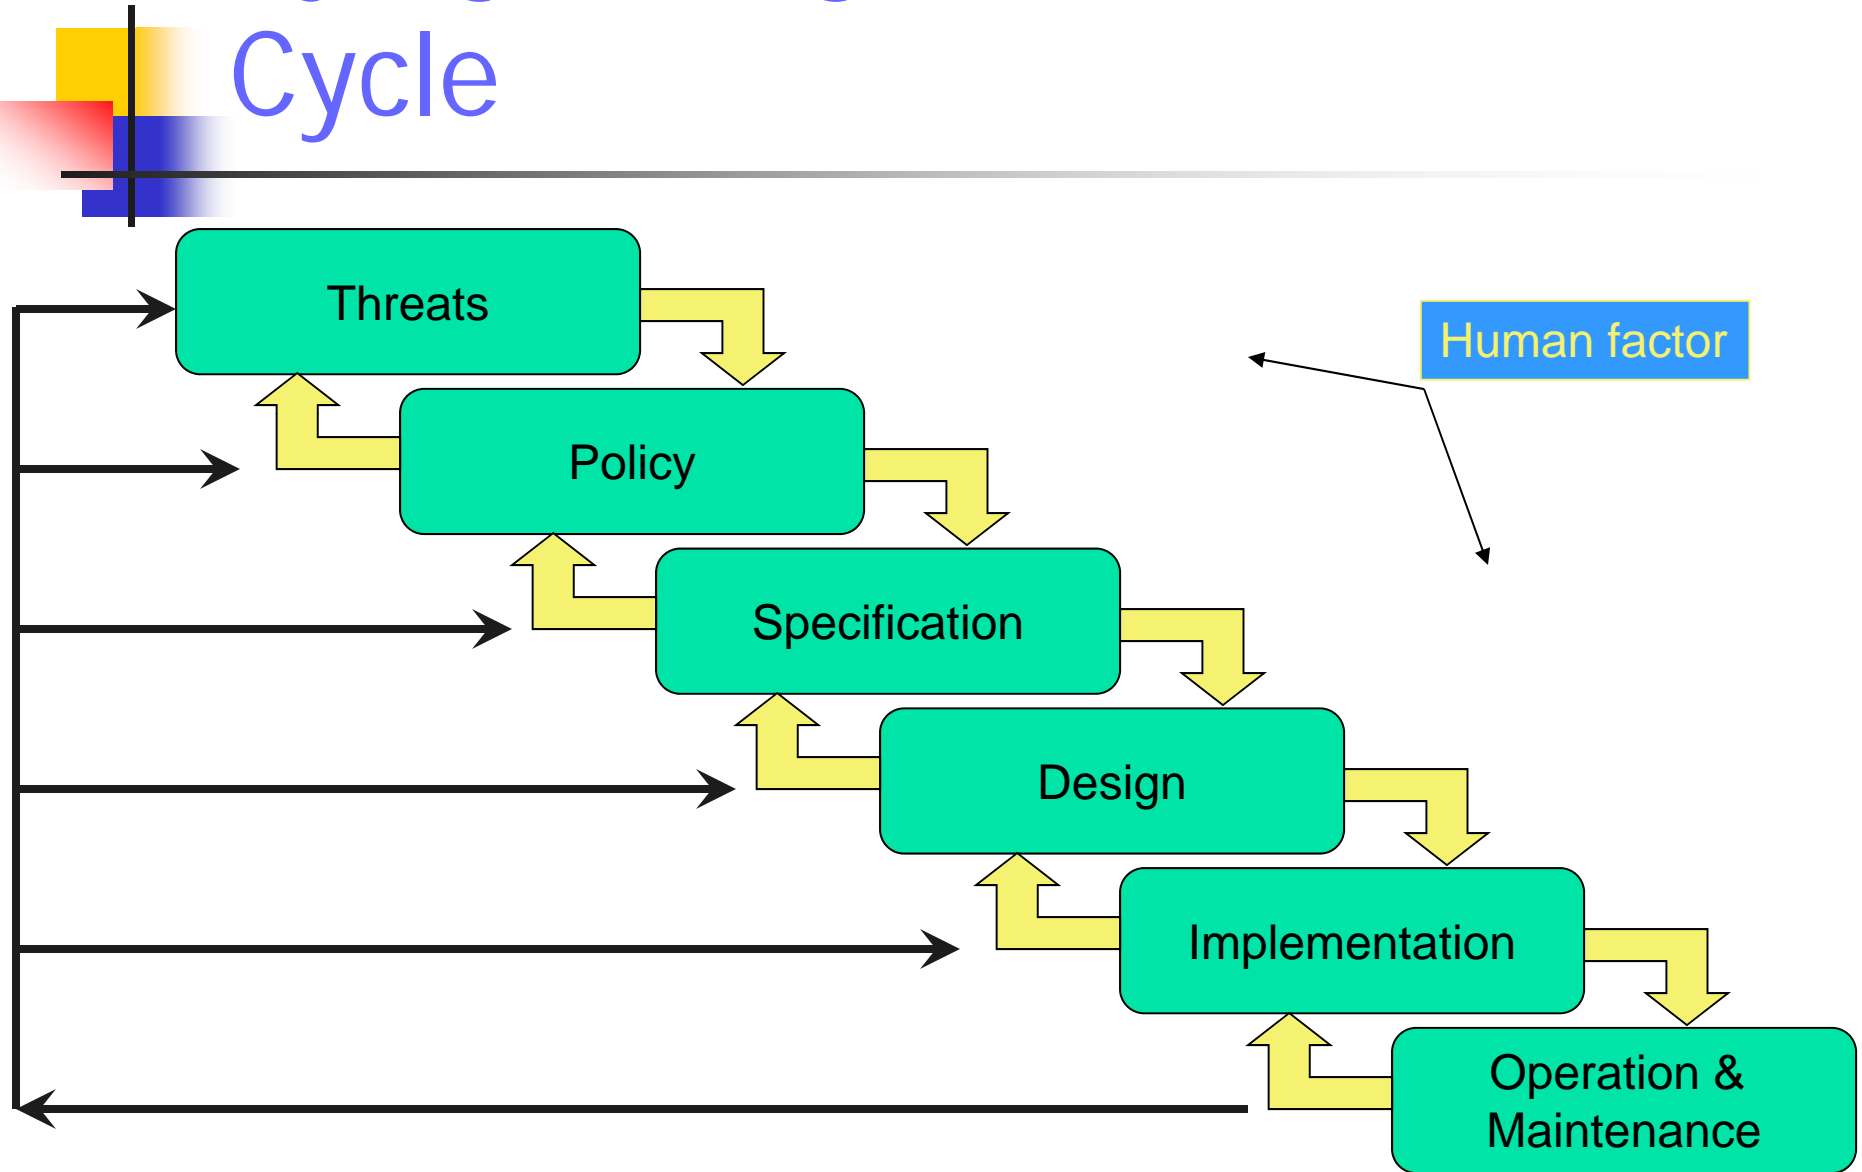 Cycle
Threats
Human factor
Policy
Specification
Design
Implementation
Operation &
Maintenance